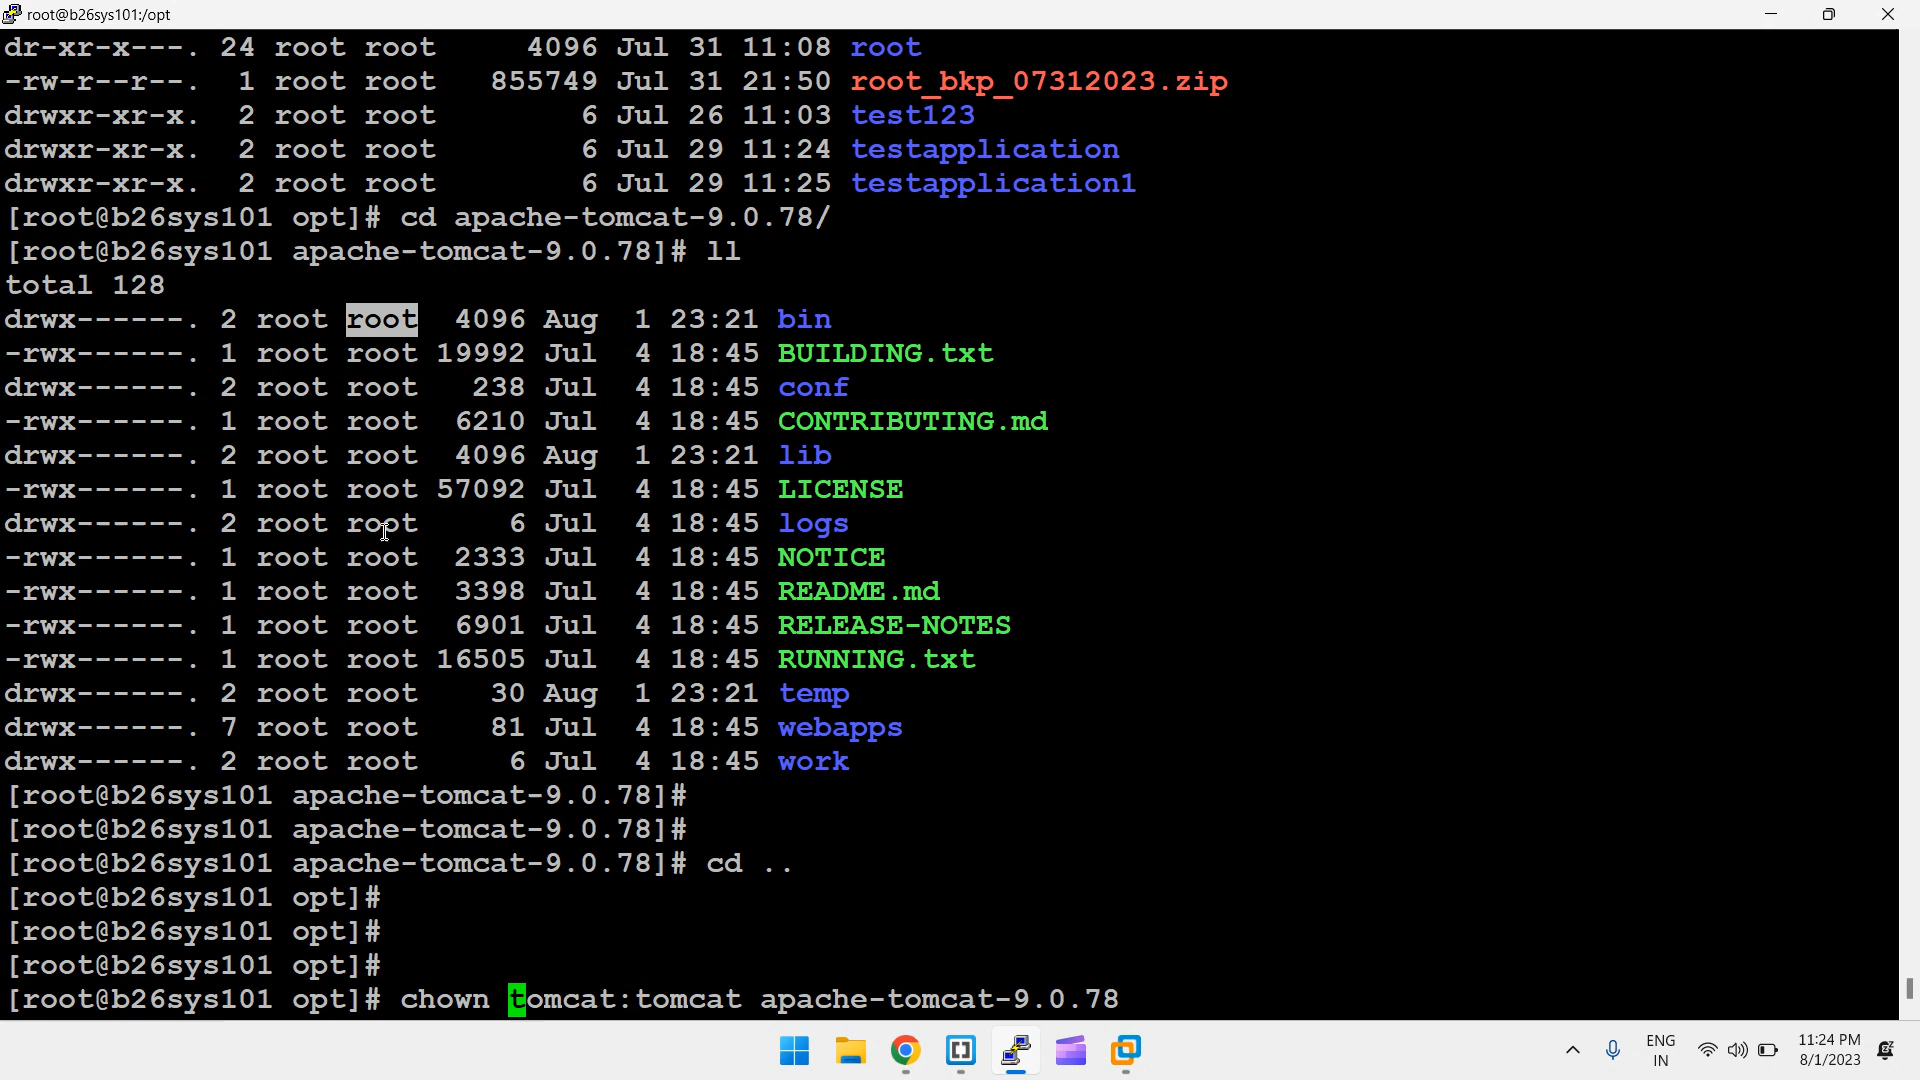 root@b26sys101:/opt
dr-xr-x---. 24 root root     4096 Jul 31 11:08 root
-rw-r--r--.  1 root root   855749 Jul 31 21:50 root_bkp_07312023.zip
drwxr-xr-x.  2 root root        6 Jul 26 11:03 test123
drwxr-xr-x.  2 root root        6 Jul 29 11:24 testapplication
drwxr-xr-x.  2 root root        6 Jul 29 11:25 testapplication1
[root@b26sys101 opt]# cd apache-tomcat-9.0.78/
[root@b26sys101 apache-tomcat-9.0.78]# ll
total 128
drwx------. 2 root root  4096 Aug  1 23:21 bin
-rwx------. 1 root root 19992 Jul  4 18:45 BUILDING.txt
drwx------. 2 root root   238 Jul  4 18:45 conf
-rwx------. 1 root root  6210 Jul  4 18:45 CONTRIBUTING.md
drwx------. 2 root root  4096 Aug  1 23:21 lib
-rwx------. 1 root root 57092 Jul  4 18:45 LICENSE
drwx------. 2 root root     6 Jul  4 18:45 logs
-rwx------. 1 root root  2333 Jul  4 18:45 NOTICE
-rwx------. 1 root root  3398 Jul  4 18:45 README.md
-rwx------. 1 root root  6901 Jul  4 18:45 RELEASE-NOTES
-rwx------. 1 root root 16505 Jul  4 18:45 RUNNING.txt
drwx------. 2 root root    30 Aug  1 23:21 temp
drwx------. 7 root root    81 Jul  4 18:45 webapps
drwx------. 2 root root     6 Jul  4 18:45 work
[root@b26sys101 apache-tomcat-9.0.78]#
[root@b26sys101 apache-tomcat-9.0.78]#
[root@b26sys101 apache-tomcat-9.0.78]# cd ..
[root@b26sys101 opt]#
[root@b26sys101 opt]#
[root@b26sys101 opt]#
[root@b26sys101 opt]# chown tomcat:tomcat apache-tomcat-9.0.78
ENG
IN
11:24 PM
8/1/2023